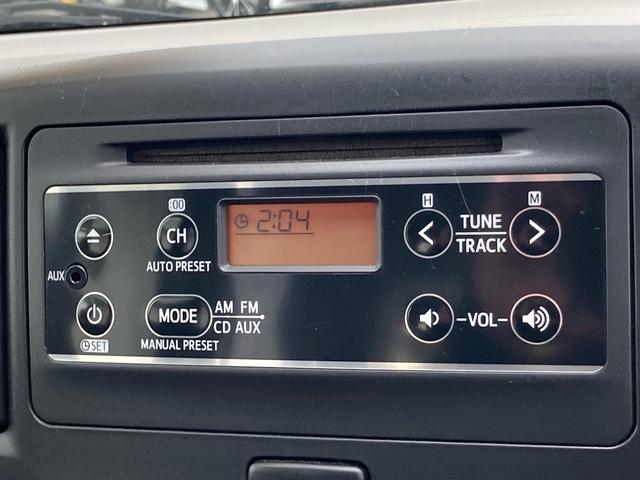 :00
H
M
2:04
CH
TUNE
TRACK
AUTO PRESET
AUX
MODE
AM FM
CD AUX
-VOL-
SET
MANUAL PRESET